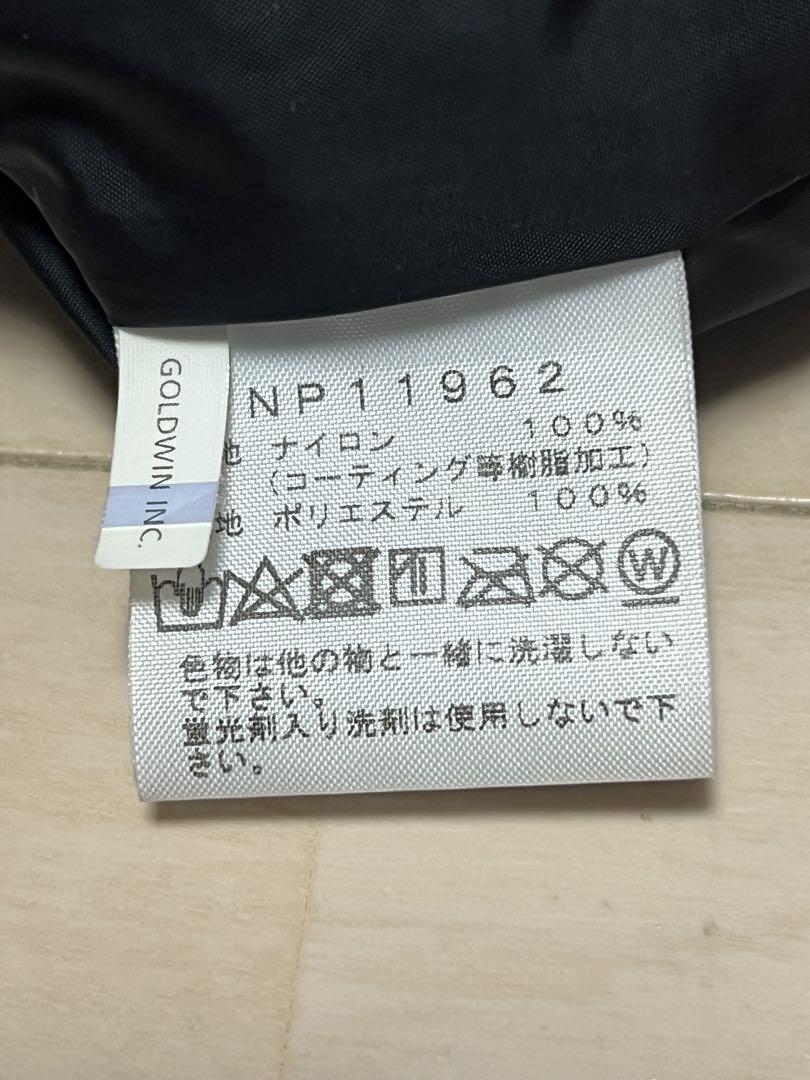 GOLDWIN INC.
NP11962
地 ナイロン 100%
(コーティング等樹脂加工)
地 ポリエステル 100%
W
色物は他の物と一緒に洗濯しない
で下さい。
蛍光剤入り洗剤は使用しないで下
さい。